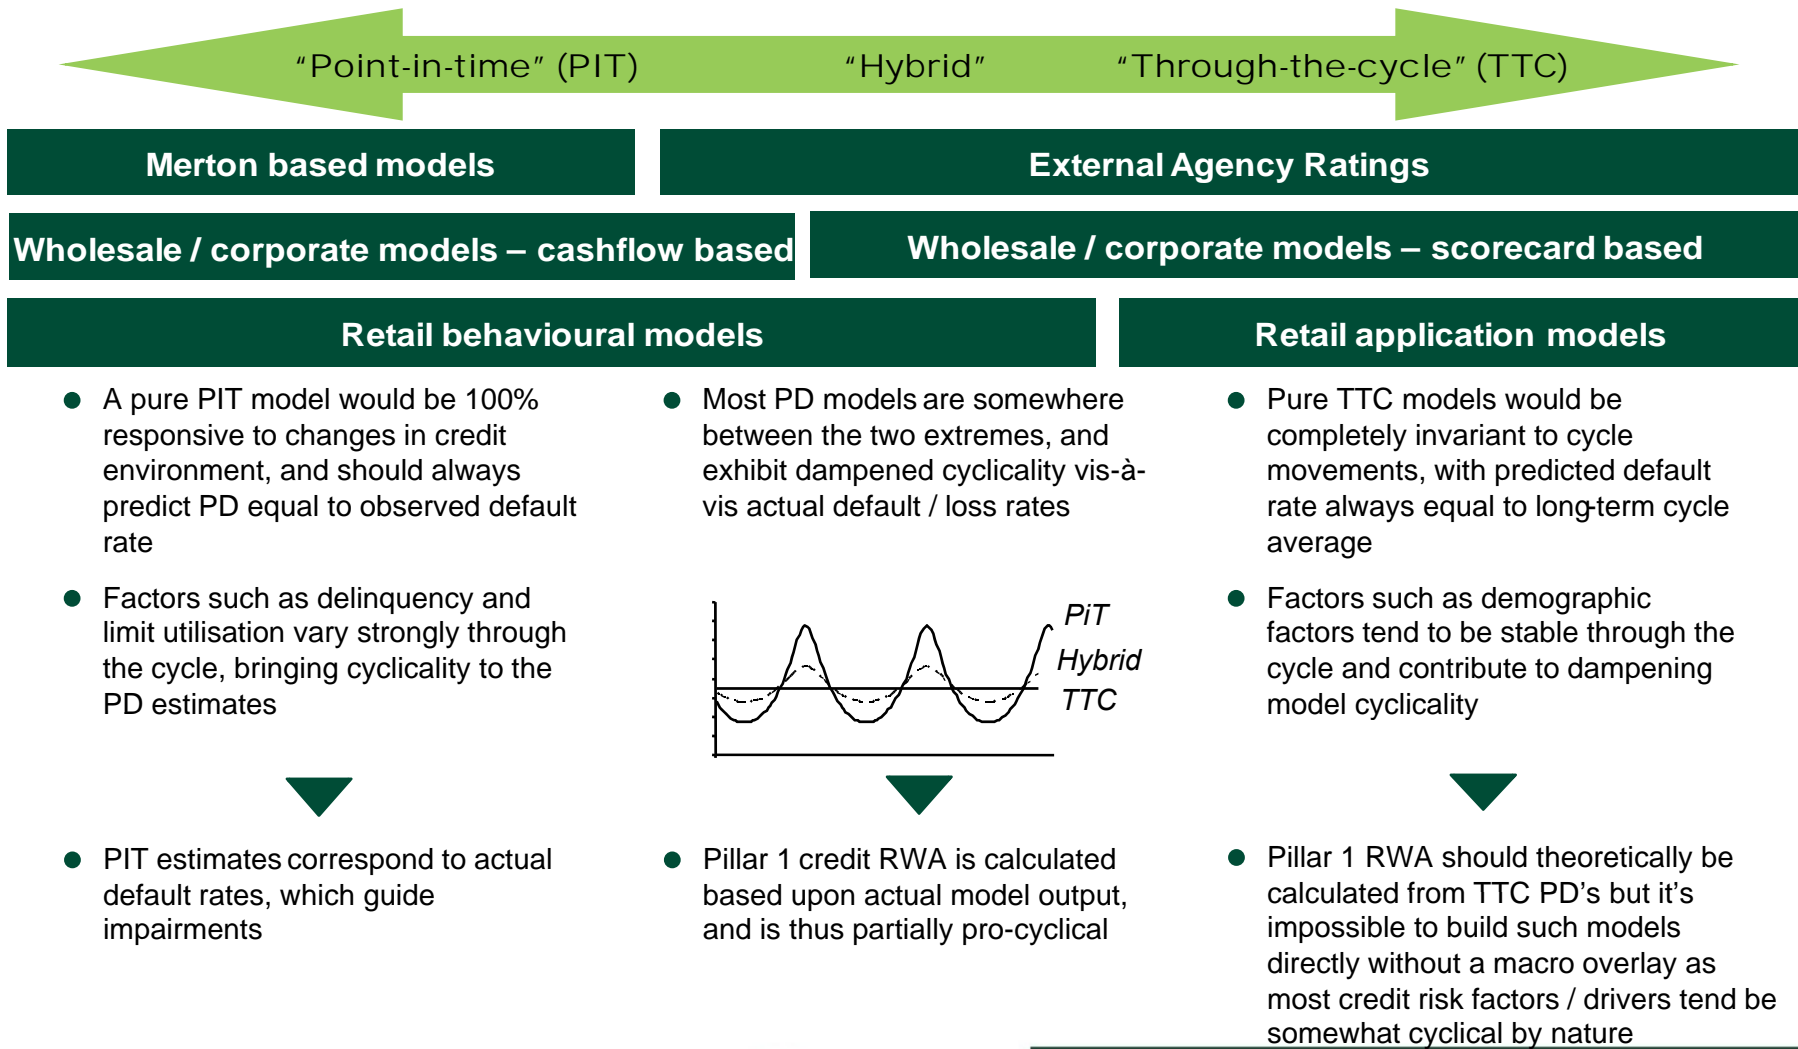 “Point-in-time” (PIT)
“Hybrid”
“Through-the-cycle” (TTC)
Merton based models
External Agency Ratings
Wholesale / corporate models – cashflow based
Wholesale / corporate models – scorecard based
Retail behavioural models
Retail application models
A pure PIT model would be 100%
responsive to changes in credit
environment, and should always
predict PD equal to observed default
rate
Factors such as delinquency and
limit utilisation vary strongly through
the cycle, bringing cyclicality to the
PD estimates
PIT estimates correspond to actual
default rates, which guide
impairments
Most PD models are somewhere
between the two extremes, and
exhibit dampened cyclicality vis-à-
vis actual default / loss rates
PiT
Hybrid
TTC
Pillar 1 credit RWA is calculated
based upon actual model output,
and is thus partially pro-cyclical
Pure TTC models would be
completely invariant to cycle
movements, with predicted default
rate always equal to long-term cycle
average
Factors such as demographic
factors tend to be stable through the
cycle and contribute to dampening
model cyclicality
Pillar 1 RWA should theoretically be
calculated from TTC PD’s but it’s
impossible to build such models
directly without a macro overlay as
most credit risk factors / drivers tend be
somewhat cyclical by nature